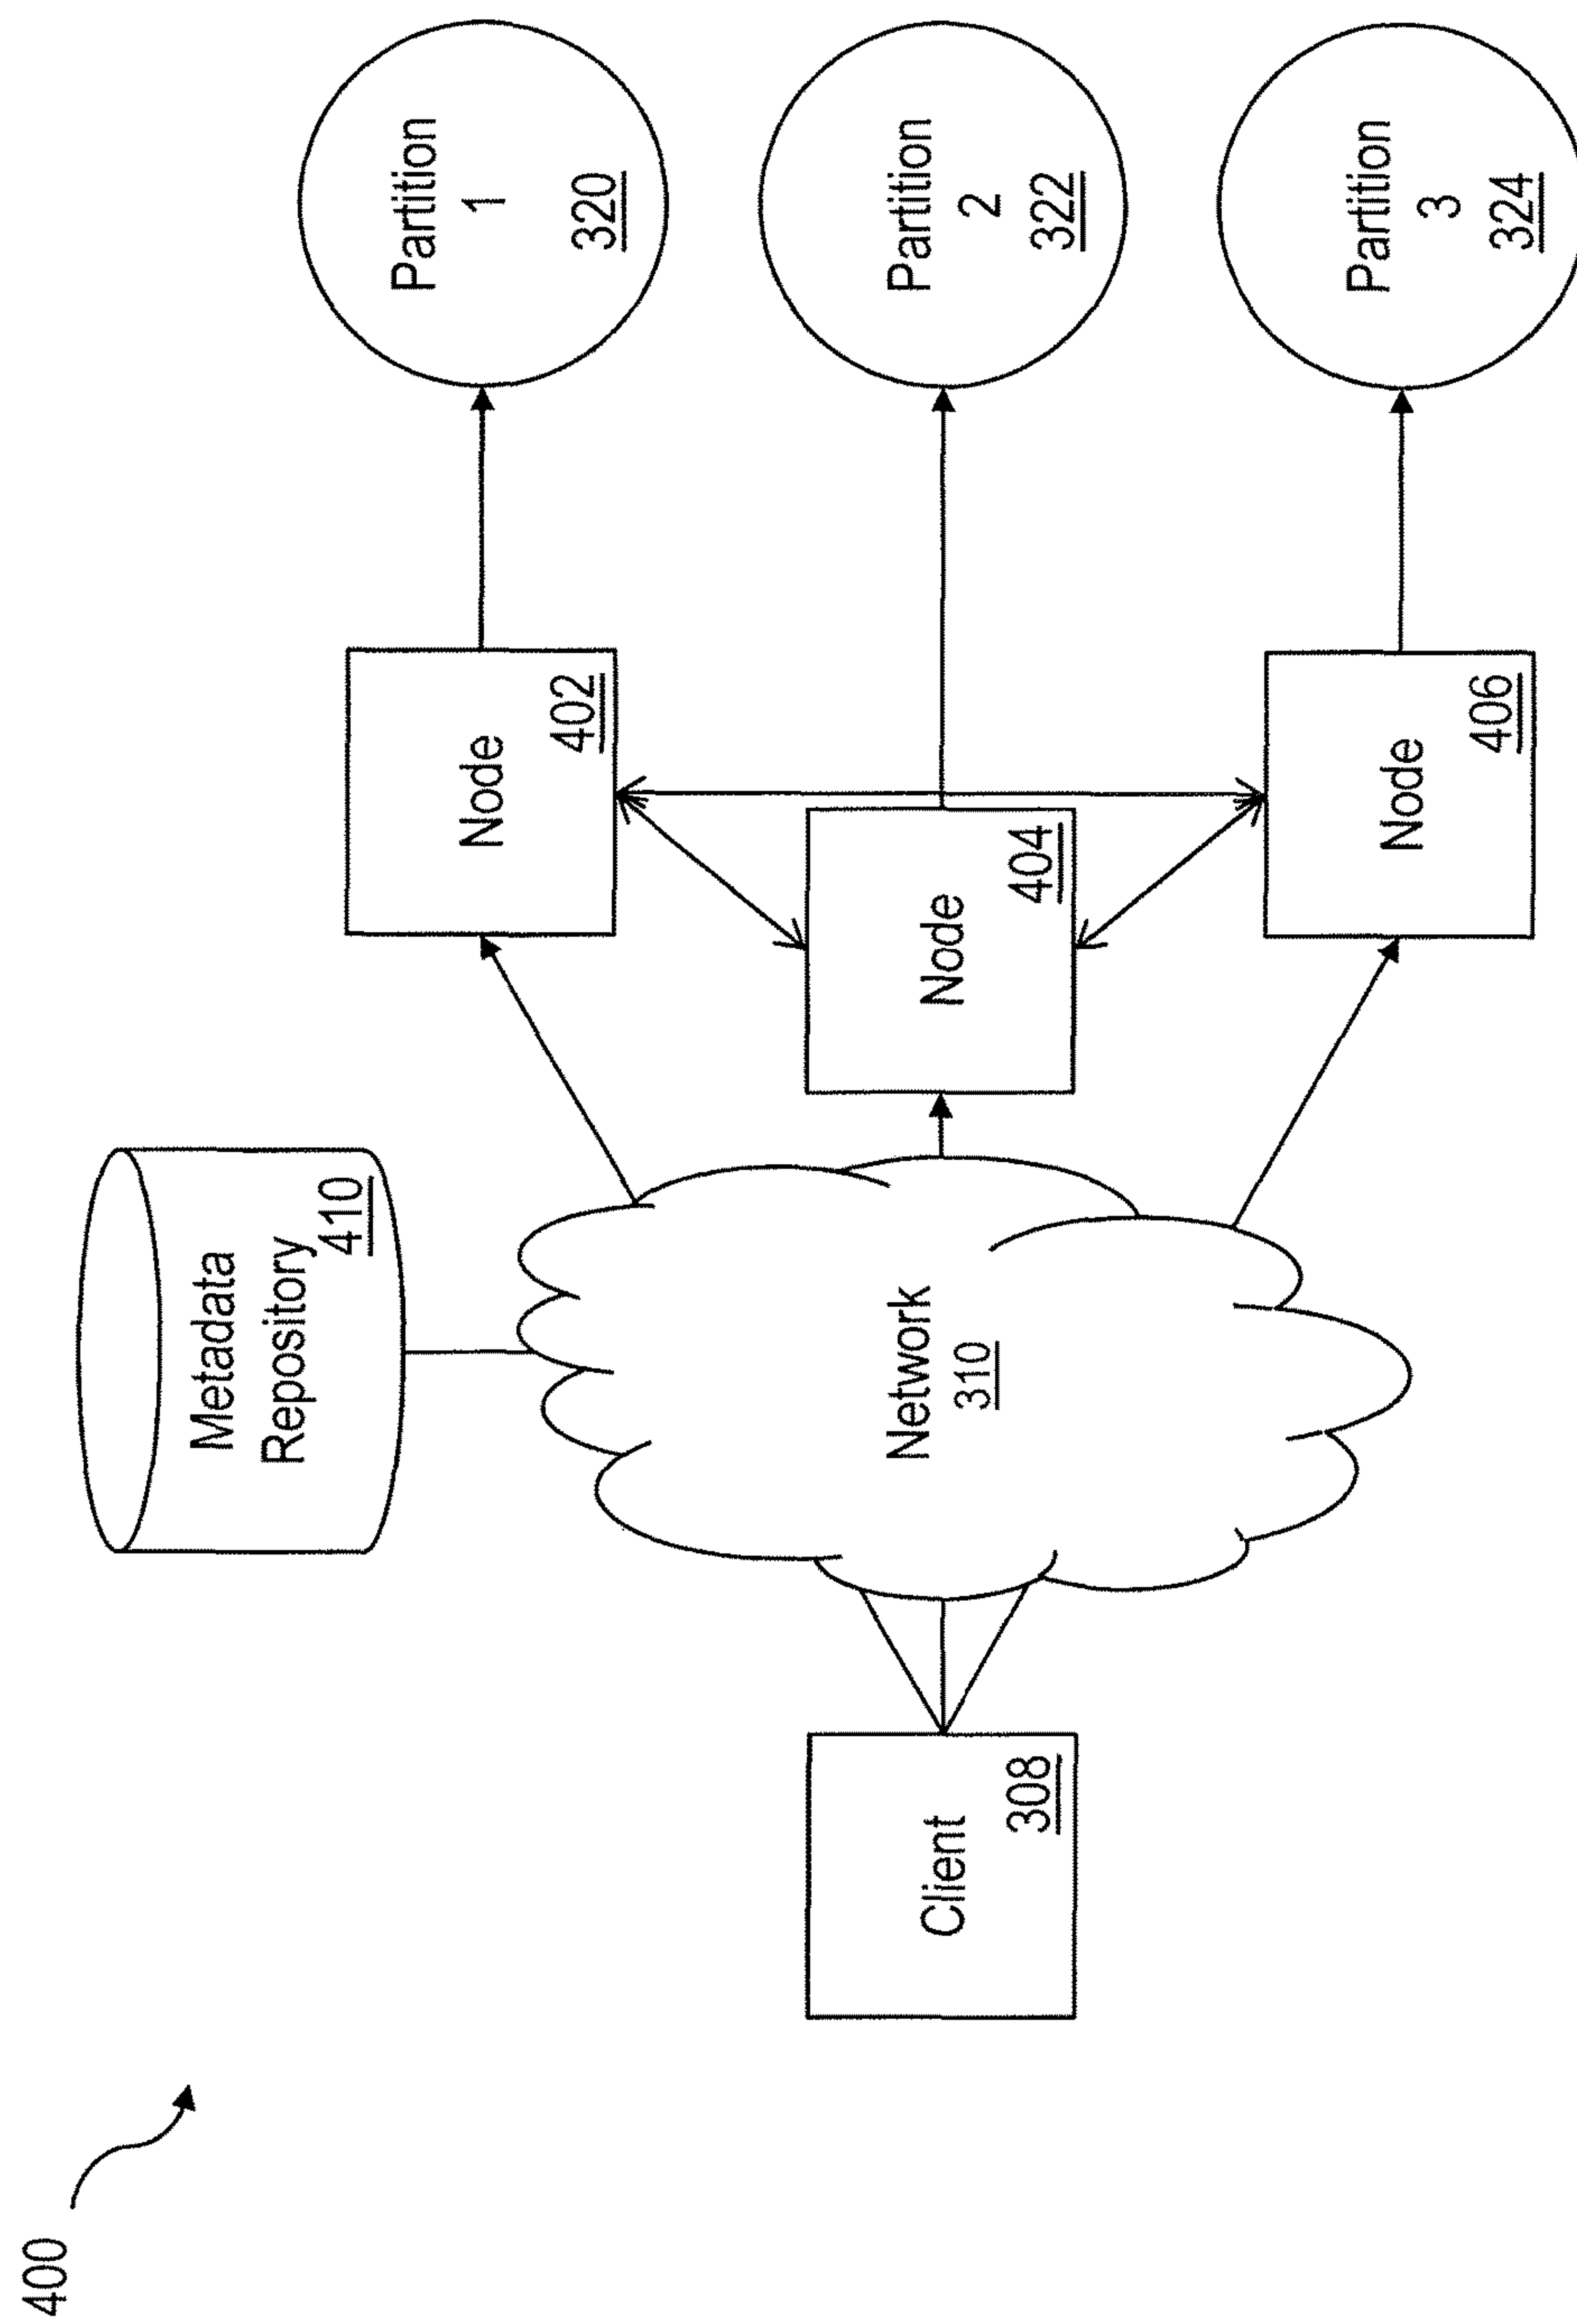 400
Metadata
Repository
410
Client
308
Network
310
Node
402
Node
404
Node
406
Partition
1
320
Partition
2
322
Partition
3
324